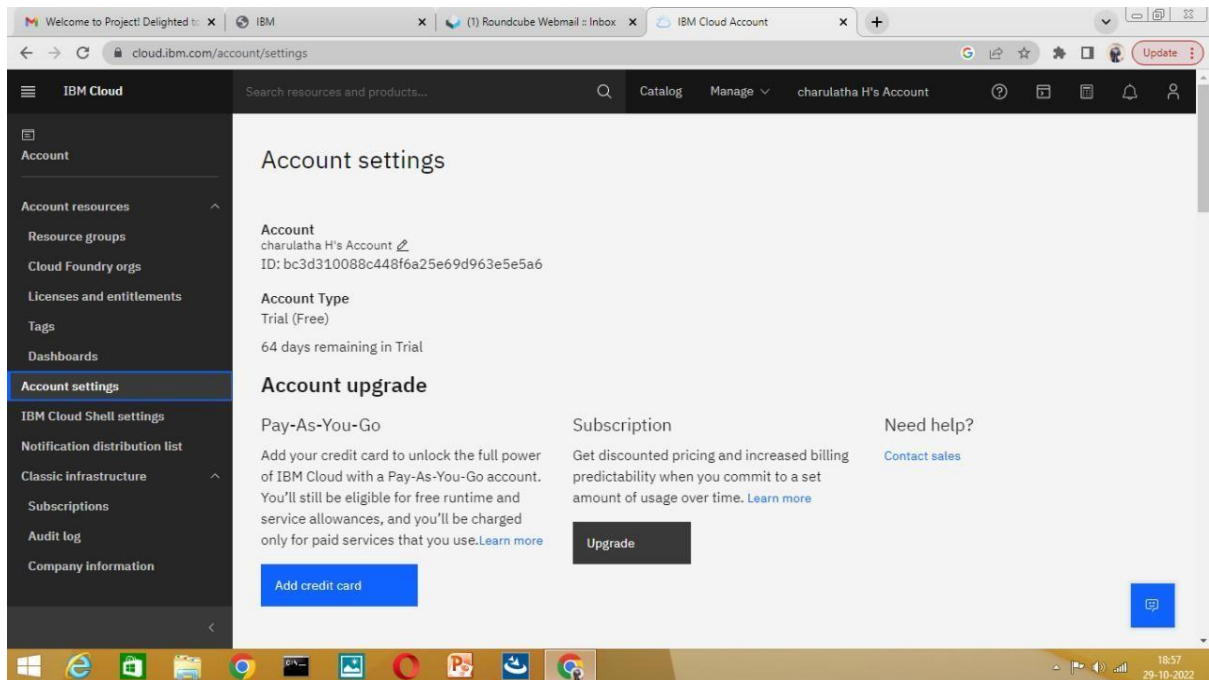 Welcome to Project! Delighted to
IBM
(1) Roundcube Webmail :: Inbox
IBM Cloud Account
cloud.ibm.com/account/settings
Update
IBM Cloud
Search resources and products...
Catalog
Manage
charulatha H's Account
Account
Account resources
Resource groups
Cloud Foundry orgs
Licenses and entitlements
Tags
Dashboards
Account settings
IBM Cloud Shell settings
Notification distribution list
Classic infrastructure
Subscriptions
Audit log
Company information
Account settings
Account
charulatha H's Account
ID: bc3d310088c448f6a25e69d963e5e5a6
Account Type
Trial (Free)
64 days remaining in Trial
Account upgrade
Pay-As-You-Go
Add your credit card to unlock the full power
of IBM Cloud with a Pay-As-You-Go account.
You'll still be eligible for free runtime and
service allowances, and you'll be charged
only for paid services that you use.Learn more
Add credit card
Subscription
Get discounted pricing and increased billing
predictability when you commit to a set
amount of usage over time. Learn more
Upgrade
Need help?
Contact sales
18:57
29-10-2022